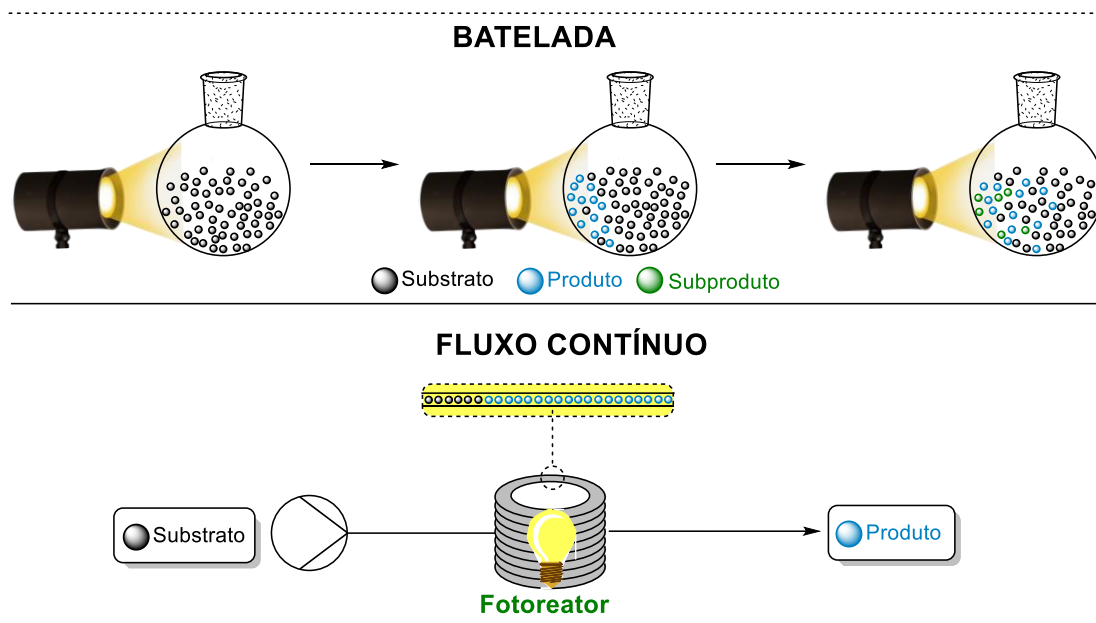 BATELADA
Substrato
Produto
Subproduto
FLUXO CONTÍNUO
Substrato
Produto
Fotoreator